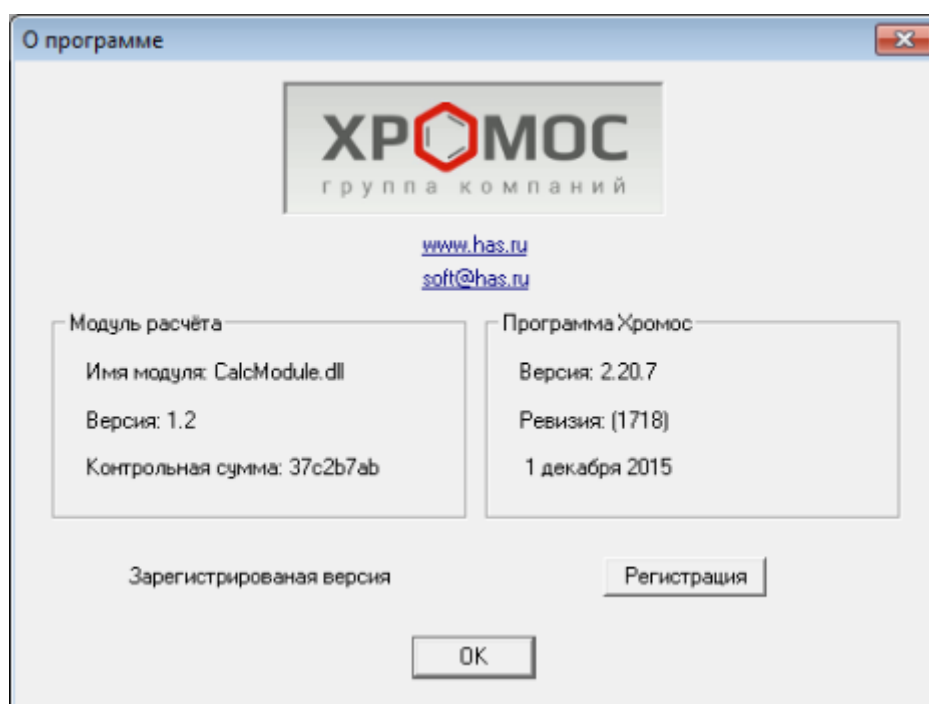 О программе
ХРОМОС
группа компаний
www.has.ru
soft@has.ru
Модуль расчёта
Имя модуля: CalcModule.dll
Версия: 1.2
Контрольная сумма: 37c2b7ab
Программа Хромос
Версия: 2.20.7
Ревизия: (1718)
1 декабря 2015
Зарегистрированая версия
Регистрация
OK